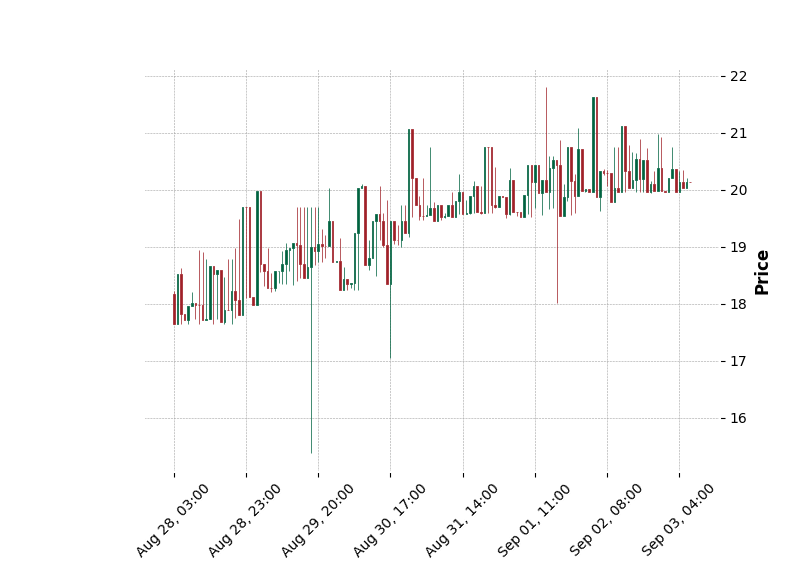 22
21
20
19
18
17
16
Price
Aug 28, 03:00
Aug 28, 23:00
Aug 29, 20:00
Aug 30, 17:00
Aug 31, 14:00
Sep 01, 11:00
Sep 02, 08:00
Sep 03, 04:00